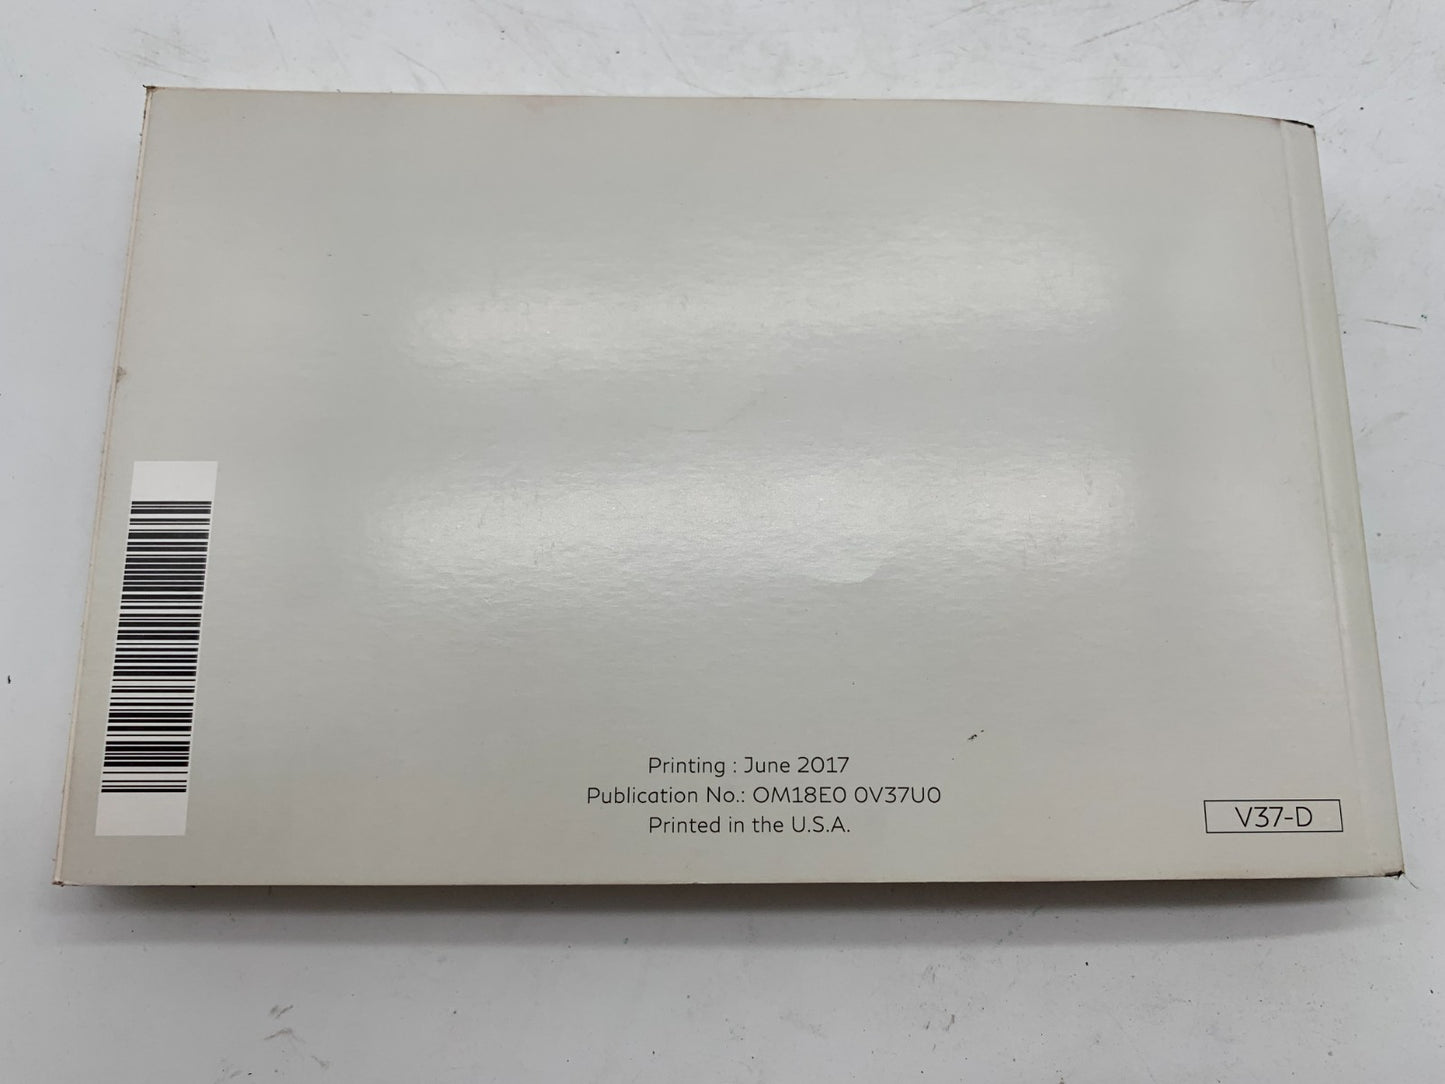 Printing : June 2017
Publication No.: OM18E0 0V37U0
Printed in the U.S.A.
V37-D